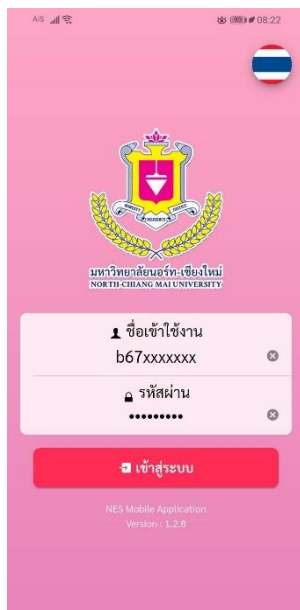 AIS 90 08:22
มหาวิทยาลัยนอร์ท-เชียงใหม่
NORTH-CHIANG MAI UNIVERSITY
ชื่อเข้าใช้งาน
b67xxxxxxx
รหัสผ่าน
•••••••••
เข้าสู่ระบบ
NES Mobile Application
Version : 1.2.8